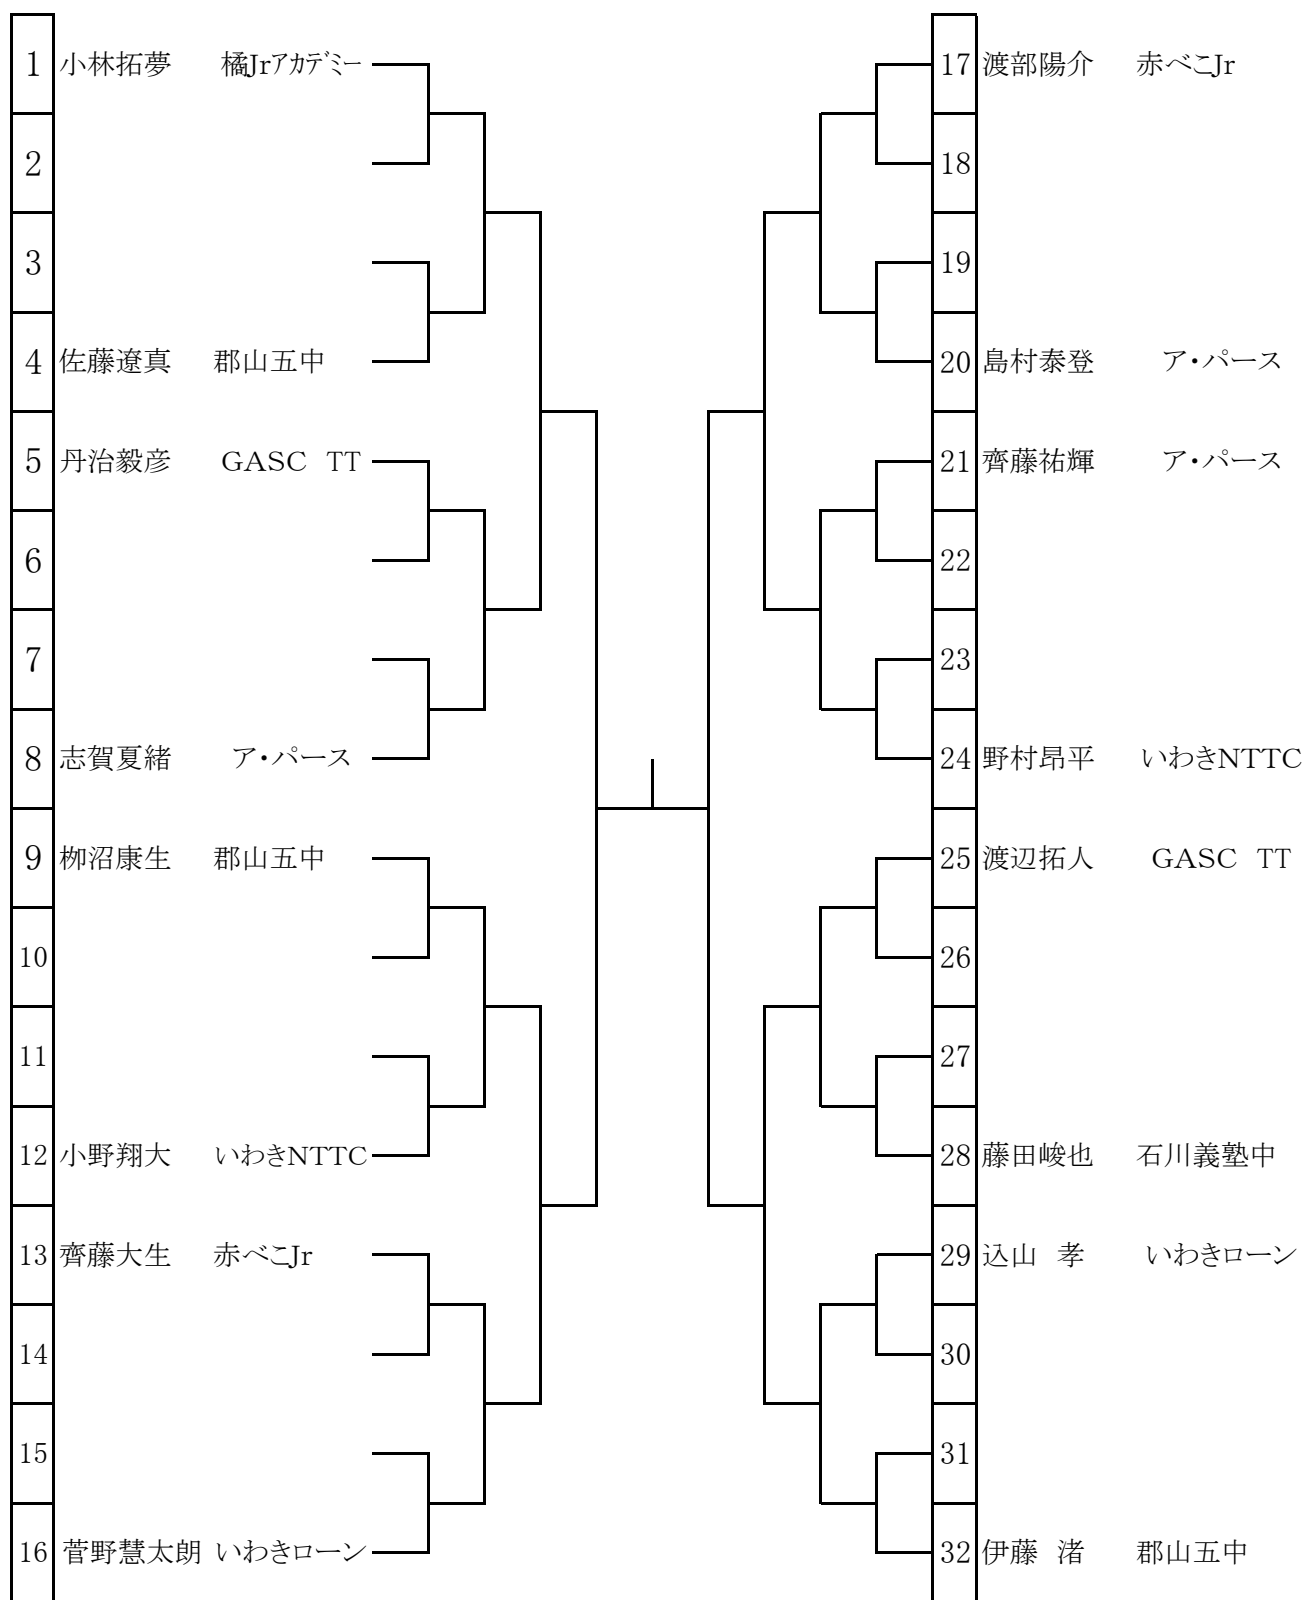 1 小林拓夢 橘Jrアカデミー
2
3
4 佐藤遼真 郡山五中
5 丹治毅彦 GASC TT
6
7
8 志賀夏緒 ア・パース
9 栁沼康生 郡山五中
10
11
12 小野翔大 いわきNTTC
13 齊藤大生 赤べこJr
14
15
16 菅野慧太朗 いわきローン
17 渡部陽介 赤べこJr
18
19
20 島村泰登 ア・パース
21 齊藤祐輝 ア・パース
22
23
24 野村昂平 いわきNTTC
25 渡辺拓人 GASC TT
26
27
28 藤田峻也 石川義塾中
29 込山 孝 いわきローン
30
31
32 伊藤 渚 郡山五中